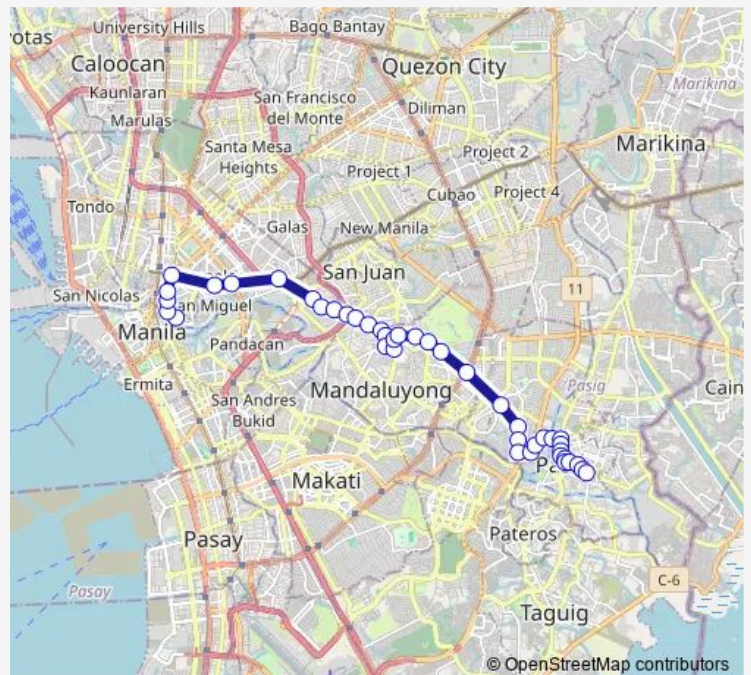 University Hills
Bago Bantay
otas
Caloocan
Quezon City
Kaunlaran
San Francisco
del Monte
Marikina
Marulas
Diliman
Santa Mesa
Heights
Project 2
Marikina
Project 1
Cubao
Project 4
Tondo
Galas
New Manila
San Juan
San Nicolas
an Miguel
11
Manila
Pandacan
Ermita
San Andres
Bukid
Mandaluyong
Pasig
Cain
Pa
Makati
Pasay
Pateros
Pasay
C-6
Taguig
© OpenStreetMap contributors